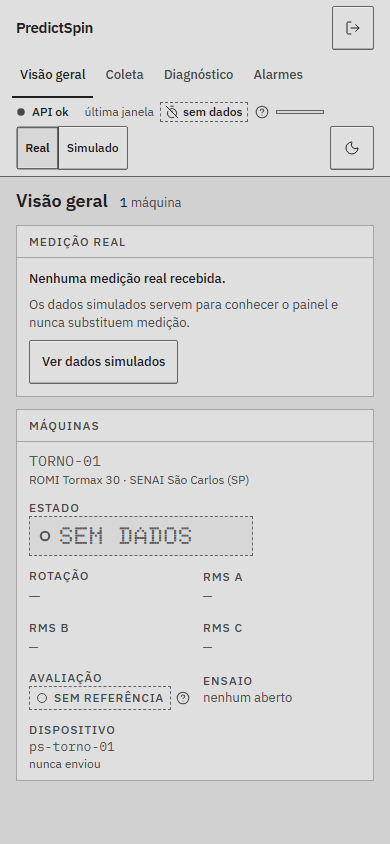 PredictSpin
Visão geral Coleta Diagnóstico Alarmes
API ok última janela sem dados
Real Simulado
Visão geral 1 máquina
MEDIÇÃO REAL
Nenhuma medição real recebida.
Os dados simulados servem para conhecer o painel e
nunca substituem medição.
Ver dados simulados
MÁQUINAS
TORNO-01
ROMI Tormax 30 · SENAI São Carlos (SP)
ESTADO
SEM DADOS
ROTAÇÃO RMS A
— —
RMS B RMS C
— —
AVALIAÇÃO ENSAIO
SEM REFERÊNCIA nenhum aberto
DISPOSITIVO
ps-torno-01
nunca enviou